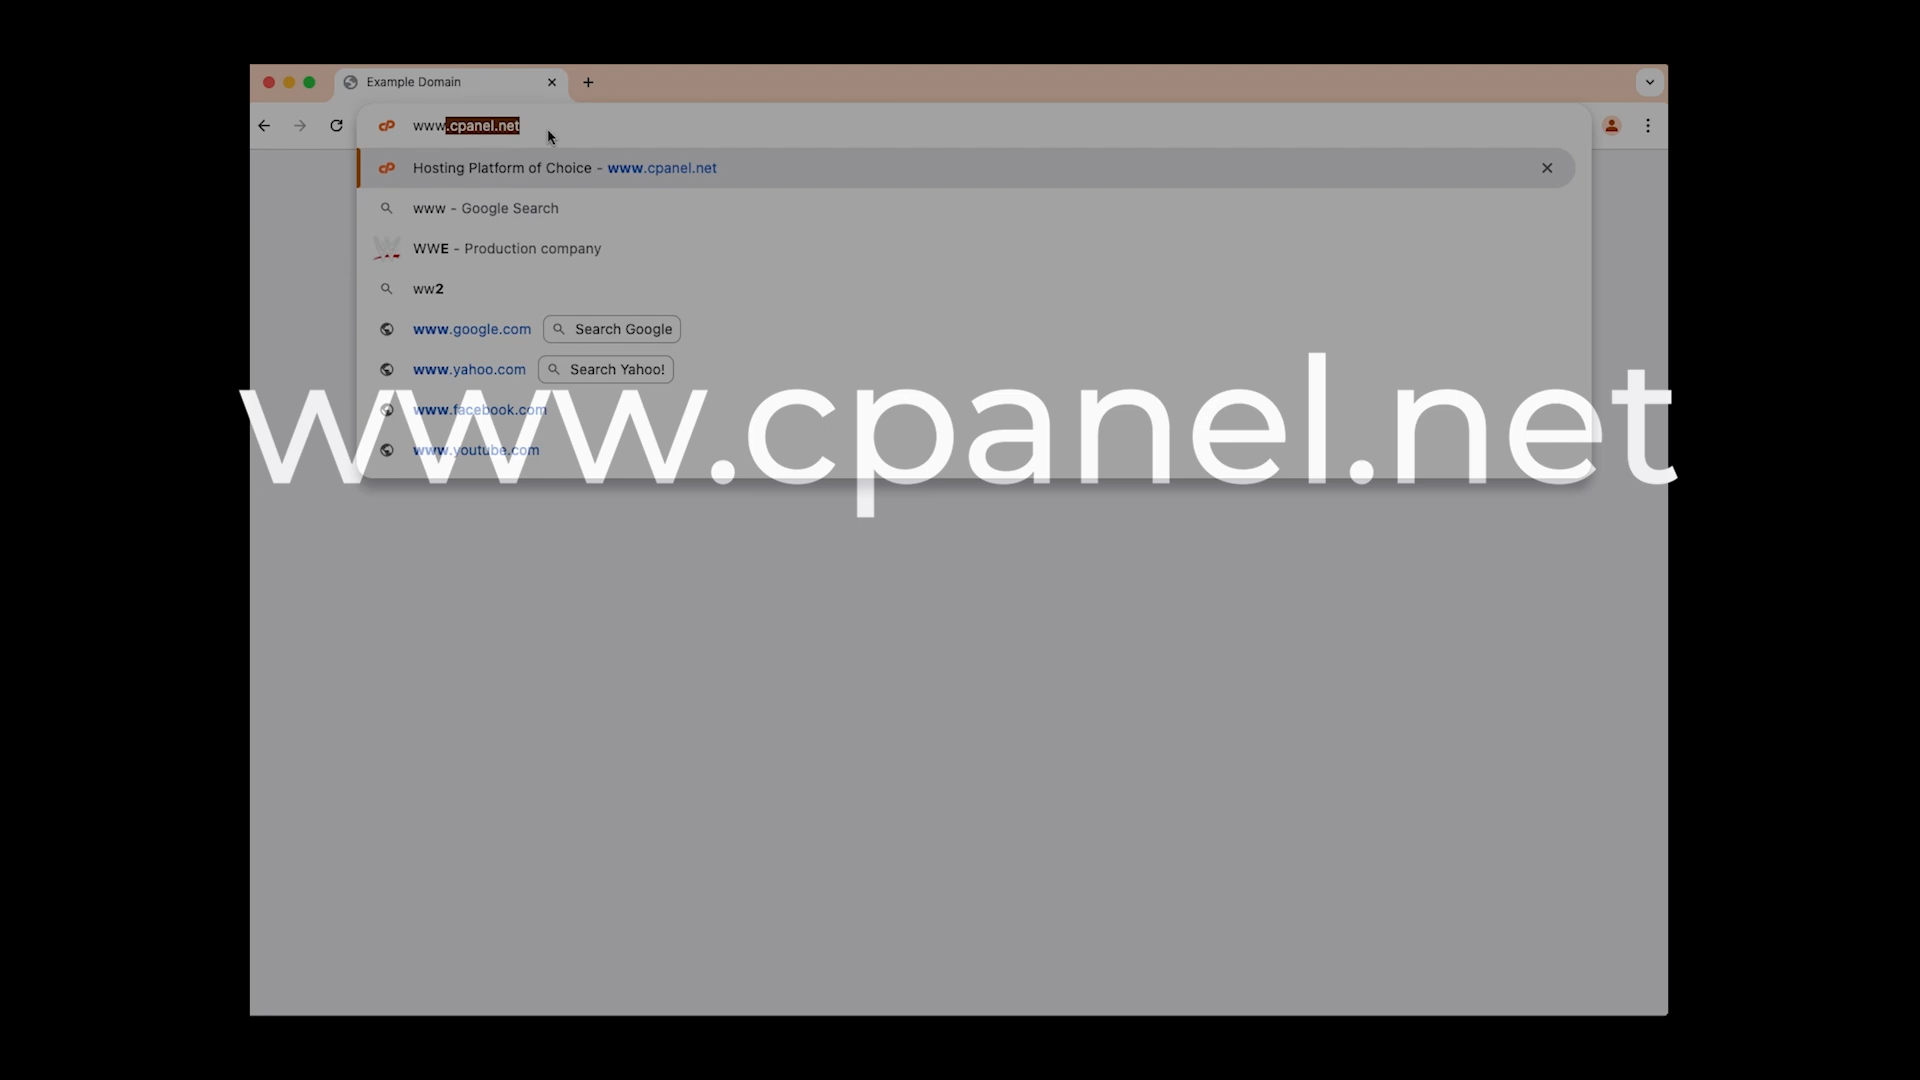 Example Domain
www.cpanel.net
Hosting Platform of Choice - www.cpanel.net
www - Google Search
WWE - Production company
ww2
www.google.com Search Google
www.yahoo.com Search Yahoo!
www.facebook.com
www.youtube.com
www.cpanel.net